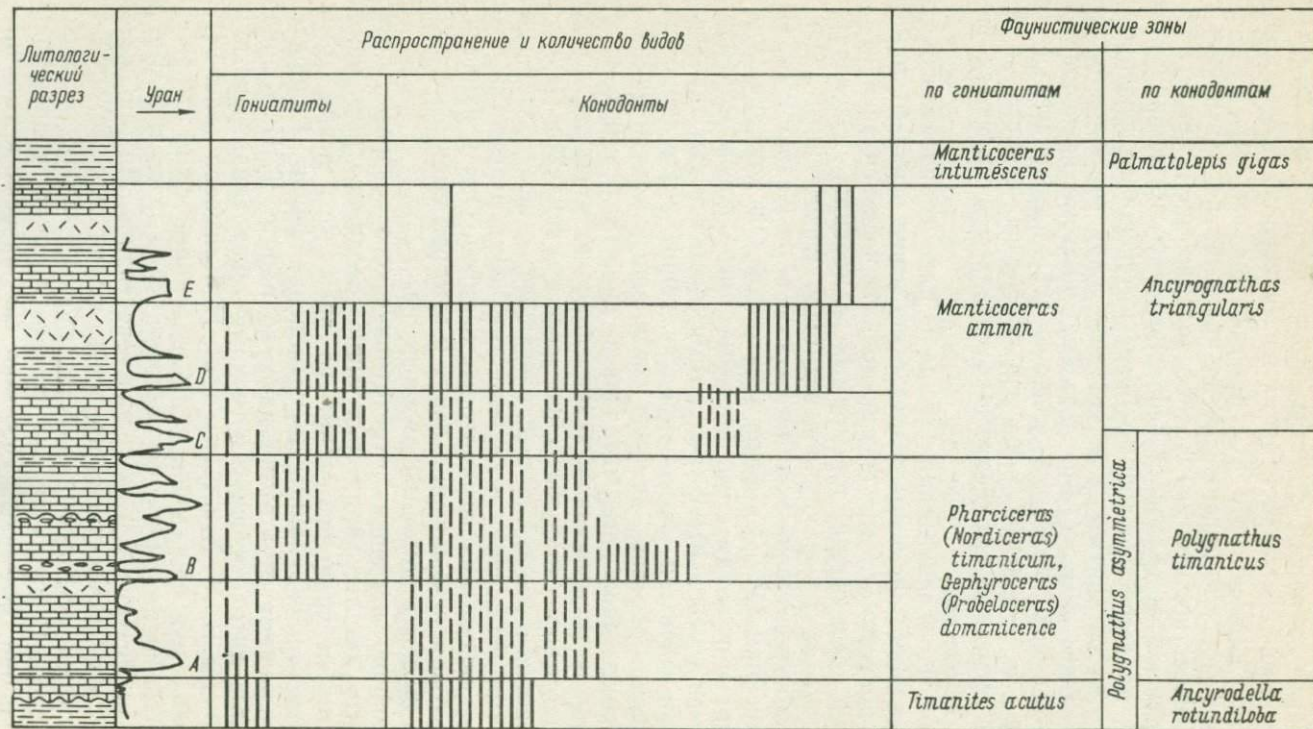 Литологи-
ческий
разрез
Уран
Распространение и количество видов
Гониатиты
Конодонты
Фаунистические зоны
по гониатитам
по конодонтам
Manticoceras
intumescens
Palmatolepis gigas
Manticoceras
ammon
Ancyrognathas
triangularis
E
D
C
B
A
Pharciceras
(Nordiceras)
timanicum,
Gephyroceras
(Probeloceras)
domanicence
Polygnathus asymmetrica
Polygnathus
timanicus
Timanites acutus
Ancyrodella
rotundiloba